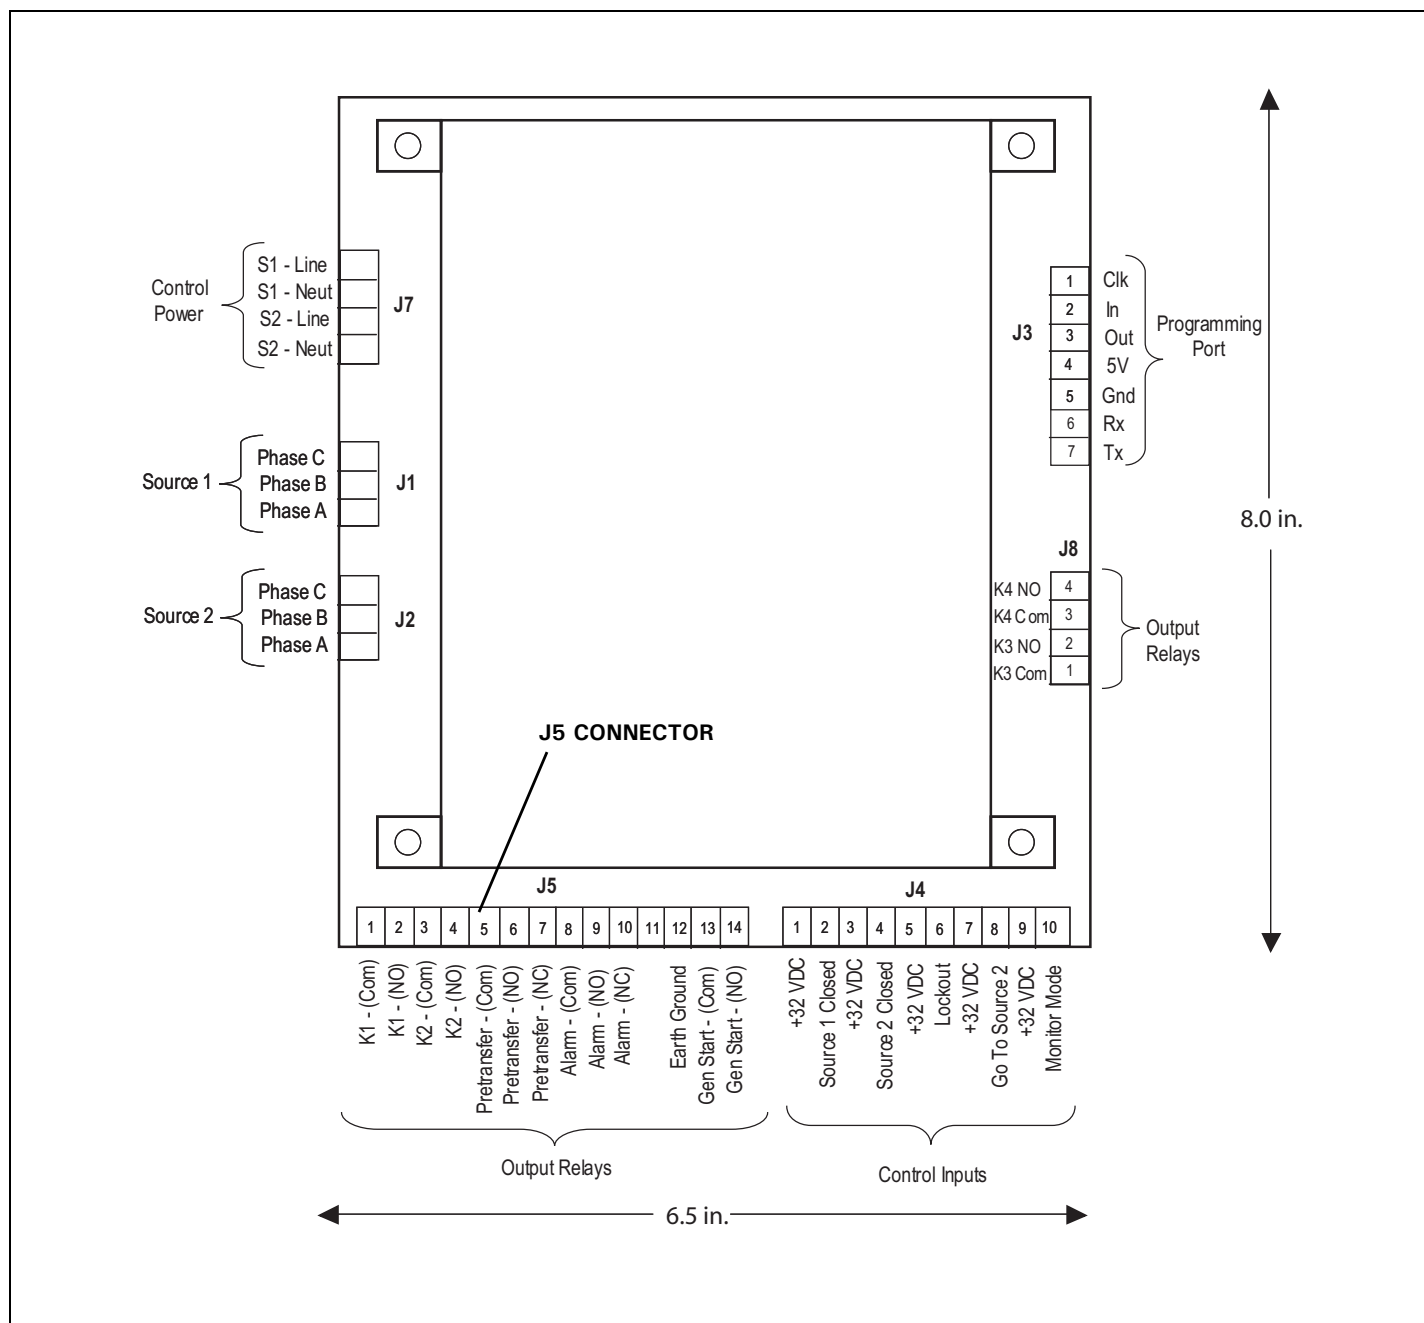 Control
Power
S1 - Line
S1 - Neut
S2 - Line
S2 - Neut
J7
Source 1
Phase C
Phase B
Phase A
J1
Source 2
Phase C
Phase B
Phase A
J2
J3
1 Clk
2 In
3 Out
4 5V
5 Gnd
6 Rx
7 Tx
Programming
Port
8.0 in.
J8
K4 NO 4
K4 Com 3
K3 NO 2
K3 Com 1
Output
Relays
J5 CONNECTOR
J5
1 2 3 4 5 6 7 8 9 10 11 12 13 14
K1 - (Com)
K1 - (NO)
K2 - (Com)
K2 - (NO)
Pretransfer - (Com)
Pretransfer - (NO)
Pretransfer - (NC)
Alarm - (Com)
Alarm - (NO)
Alarm - (NC)
Earth Ground
Gen Start - (Com)
Gen Start - (NO)
Output Relays
J4
1 2 3 4 5 6 7 8 9 10
+32 VDC
Source 1 Closed
+32 VDC
Source 2 Closed
+32 VDC
Lockout
+32 VDC
Go To Source 2
+32 VDC
Monitor Mode
Control Inputs
6.5 in.